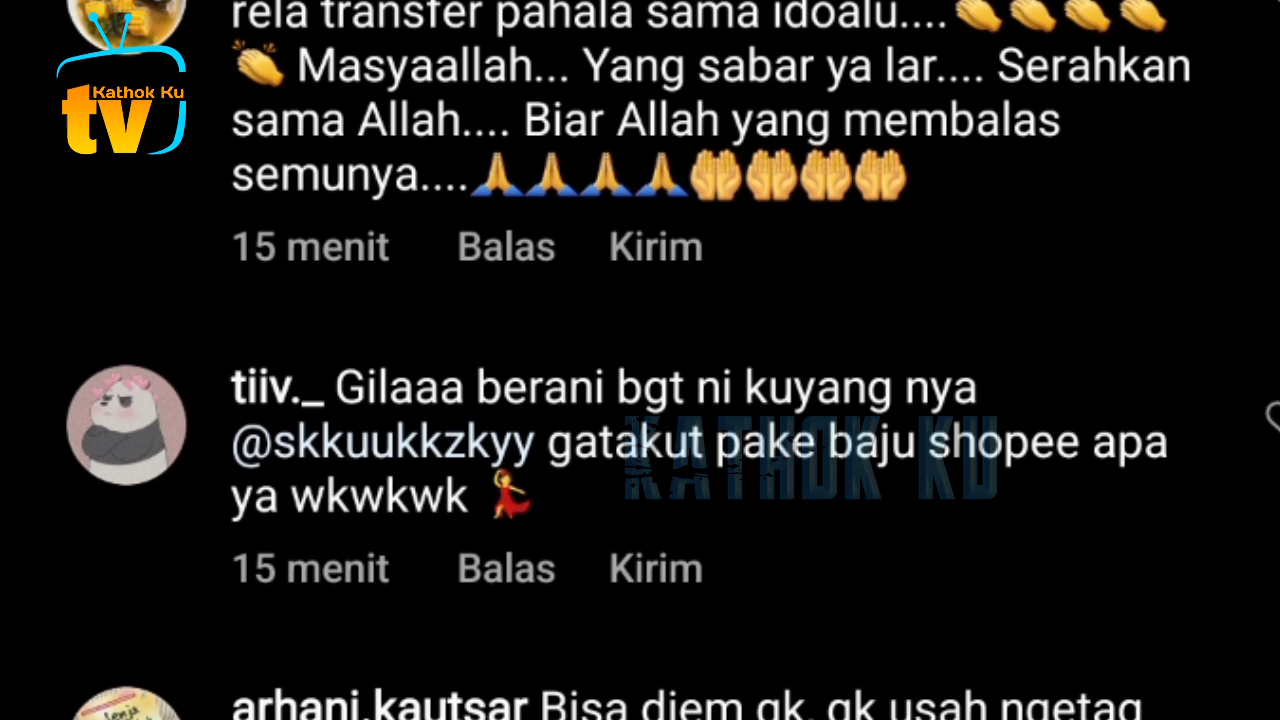 rela transfer pahala sama idoalu....👏👏👏👏
👏 Masyaallah... Yang sabar ya lar.... Serahkan
sama Allah.... Biar Allah yang membalas
semunya....🙏🙏🙏🙏🤲🤲🤲🤲
15 menit Balas Kirim
tiiv._ Gilaaa berani bgt ni kuyang nya
@skkuukkzkyy gatakut pake baju shopee apa
ya wkwkwk 💃
15 menit Balas Kirim
arhani.kautsar Bisa diem gk, gk usah ngetag
Kathok Ku
tv
KATHOK KU